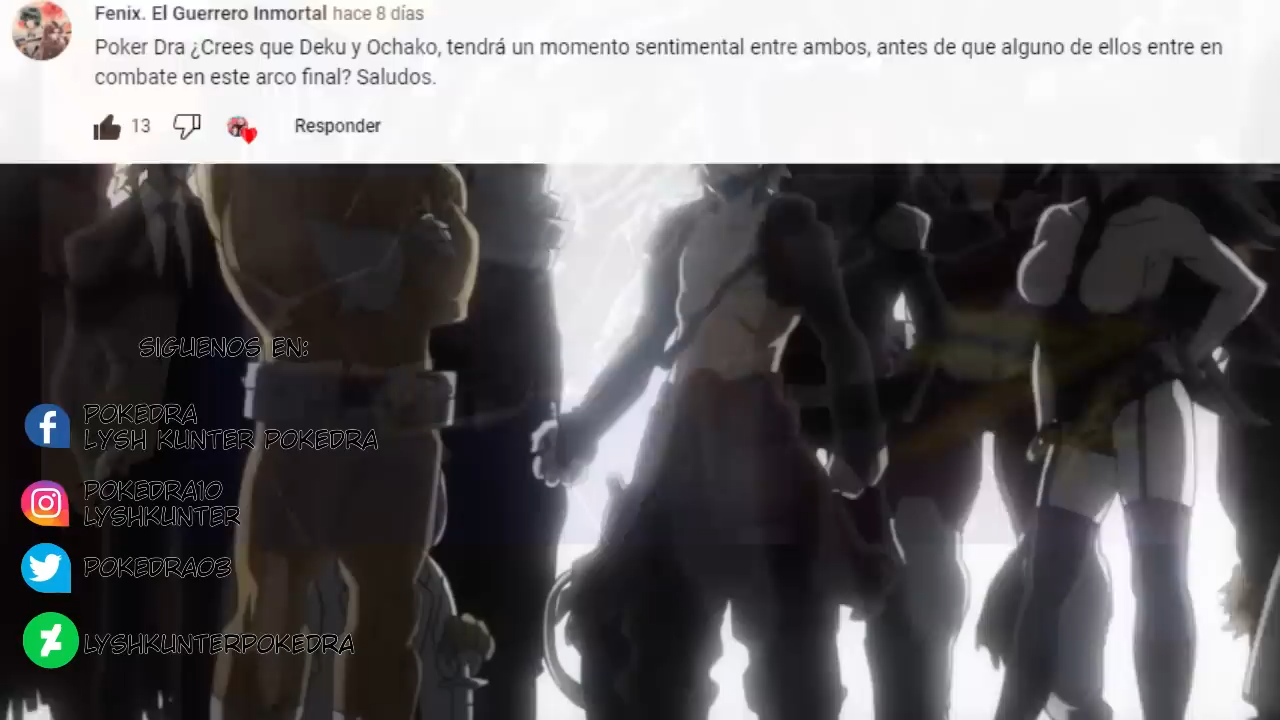 Fenix. El Guerrero Inmortal hace 8 días
Poker Dra ¿Crees que Deku y Ochako, tendrá un momento sentimental entre ambos, antes de que alguno de ellos entre en
combate en este arco final? Saludos.
13
Responder
SIGUENOS EN:
POKEDRA
LYSH KUNTER POKEDRA
POKEDRA10
LYSHKUNTER
POKEDRA03
LYSHKUNTERPOKEDRA